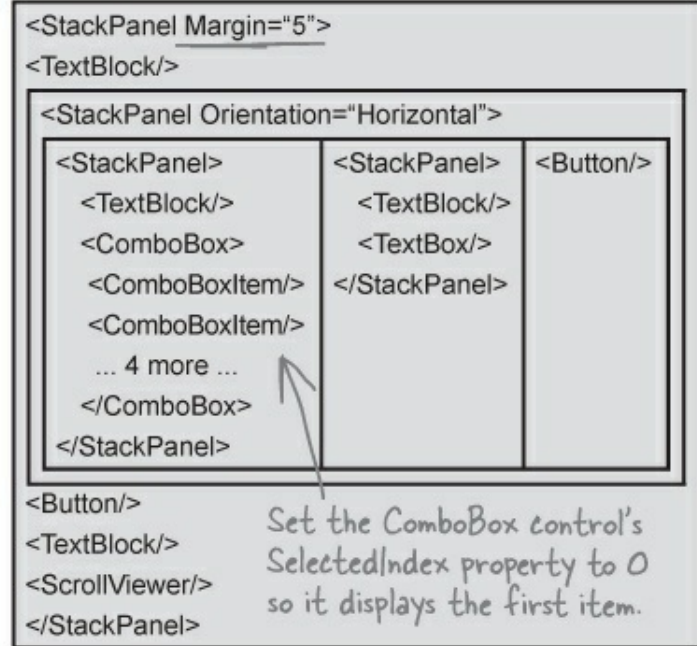 <StackPanel Margin=“5”>
<TextBlock/>
<StackPanel Orientation=“Horizontal”>
<StackPanel>
<TextBlock/>
<ComboBox>
<ComboBoxItem/>
<ComboBoxItem/>
... 4 more ...
</ComboBox>
</StackPanel>
<StackPanel>
<TextBlock/>
<TextBox/>
</StackPanel>
<Button/>
<Button/>
<TextBlock/>
<ScrollViewer/>
</StackPanel>
Set the ComboBox control's
SelectedIndex property to 0
so it displays the first item.